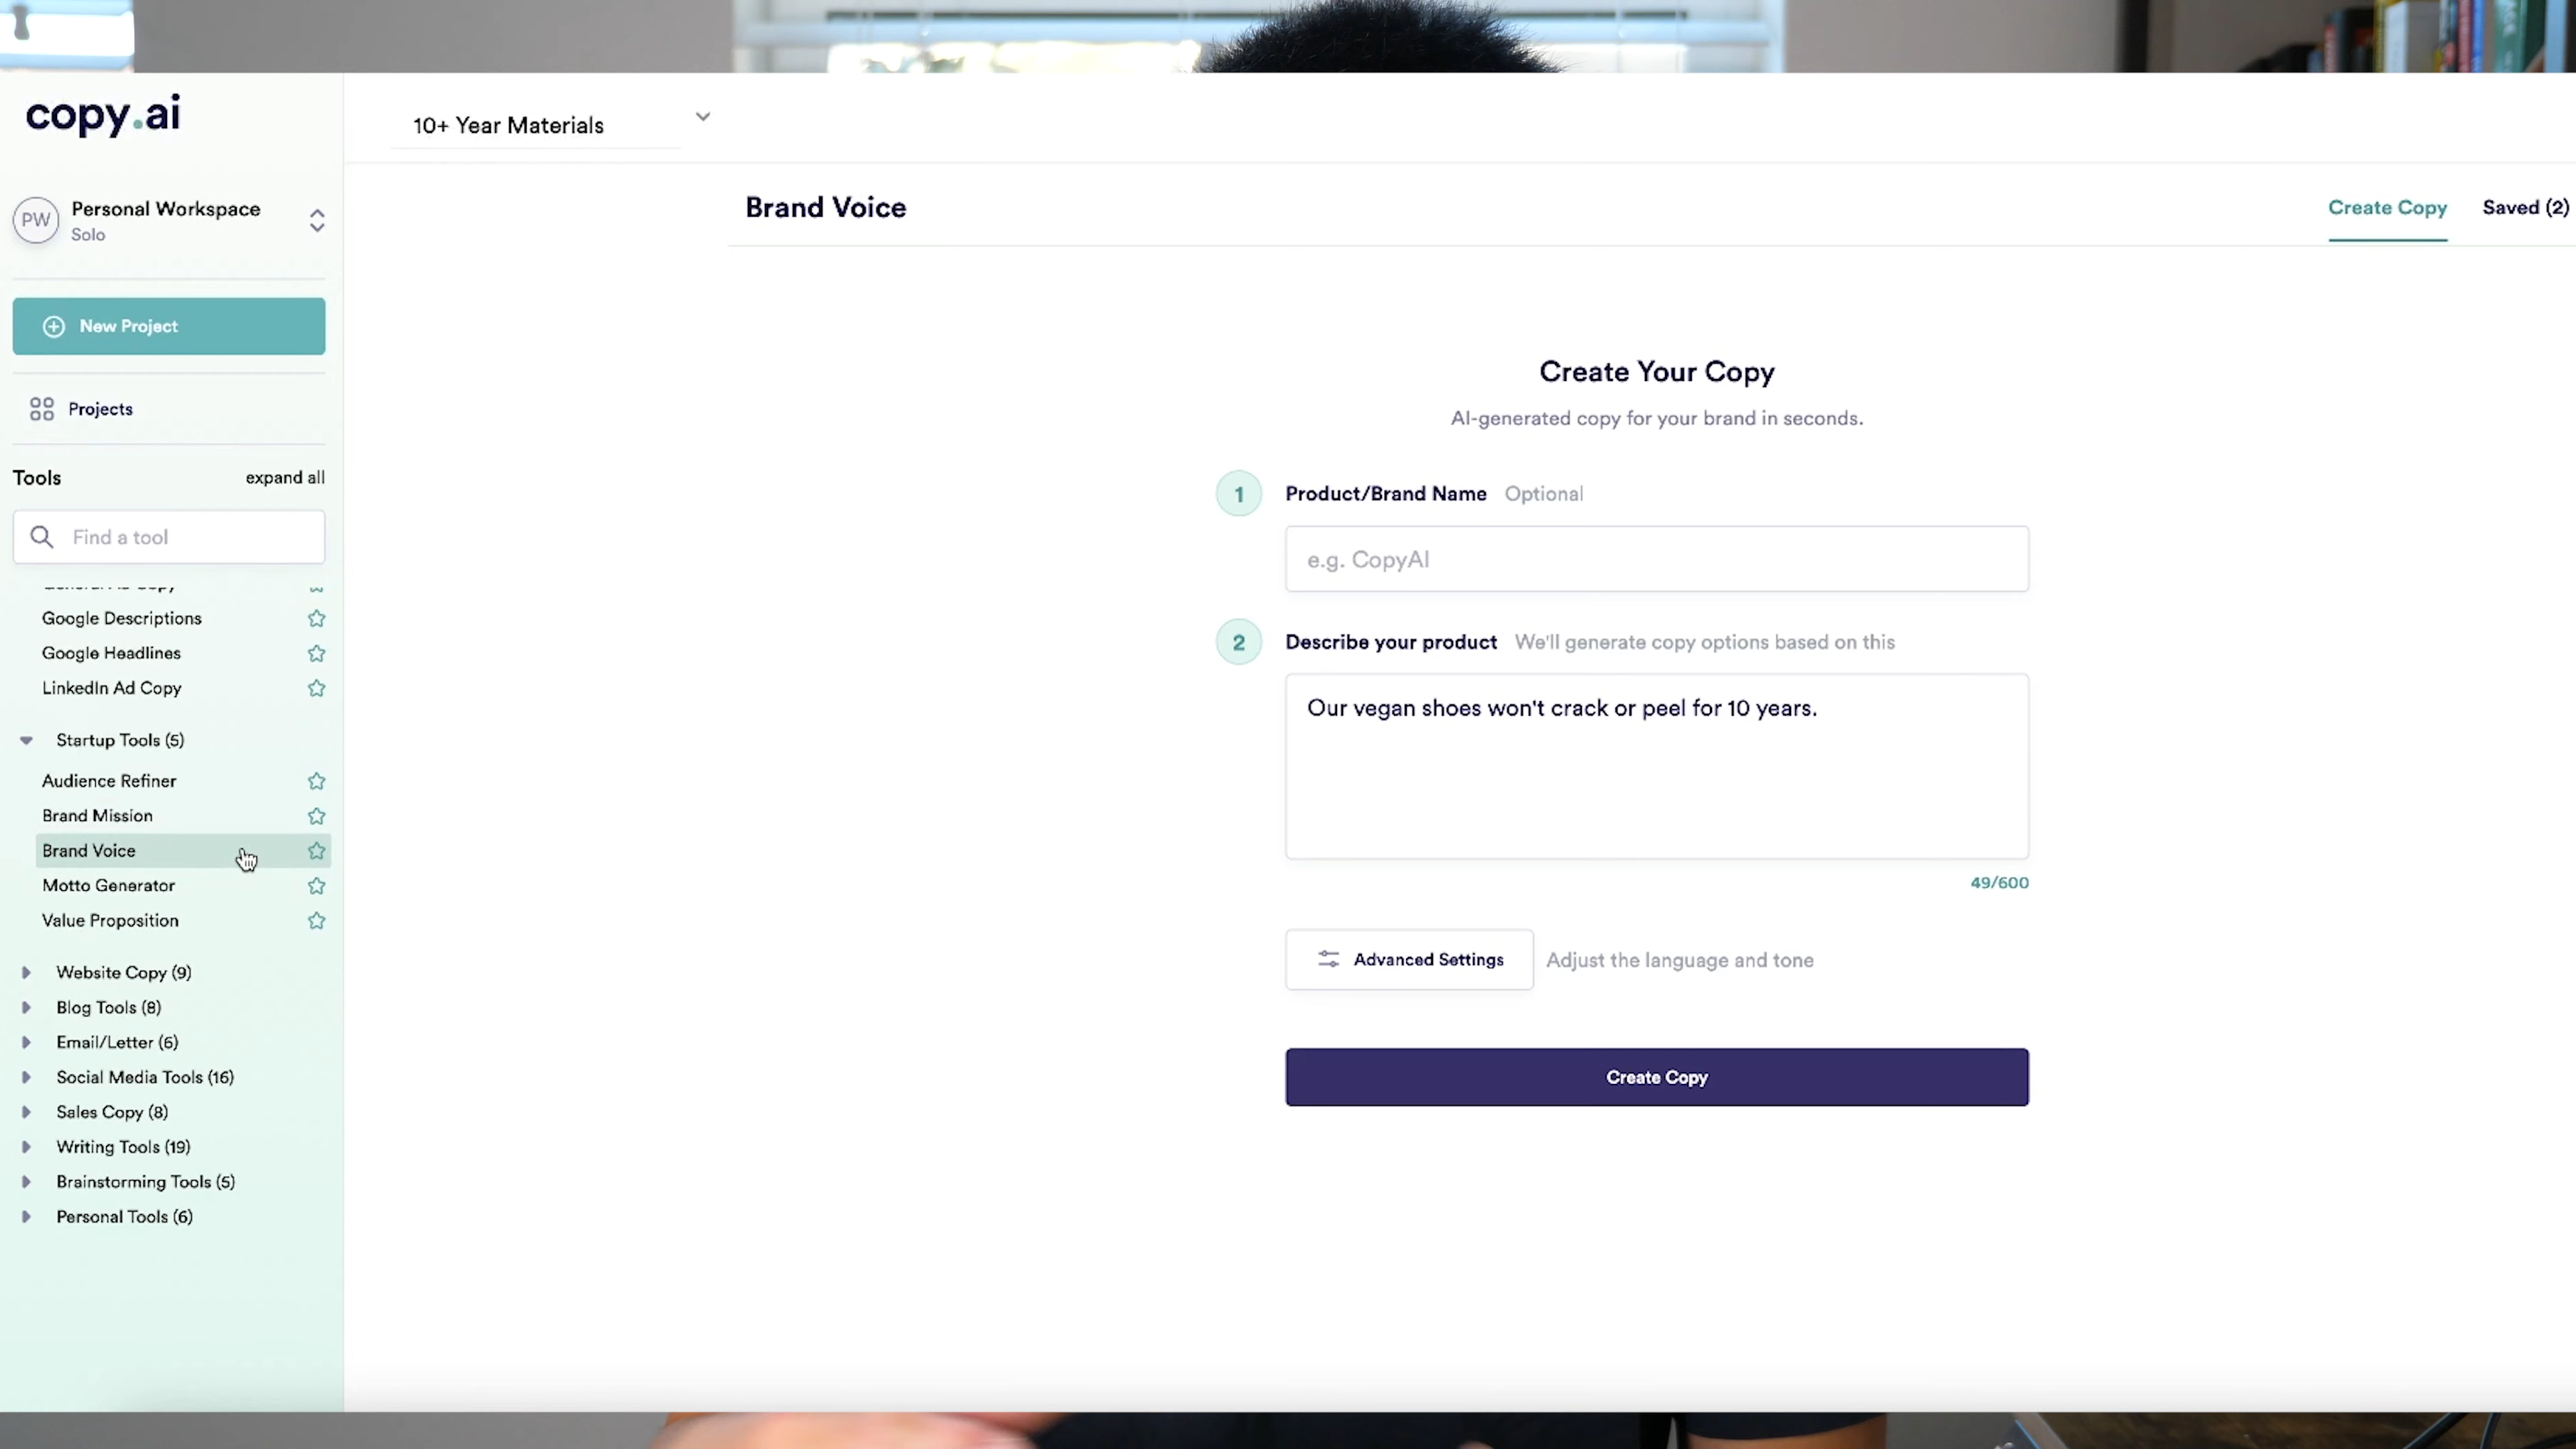 copy.ai
10+ Year Materials
PW
Personal Workspace
Solo
Brand Voice
Create Copy
Saved (2)
New Project
Projects
Tools
expand all
Find a tool
Google Descriptions
Google Headlines
LinkedIn Ad Copy
Startup Tools (5)
Audience Refiner
Brand Mission
Brand Voice
Motto Generator
Value Proposition
Website Copy (9)
Blog Tools (8)
Email/Letter (6)
Social Media Tools (16)
Sales Copy (8)
Writing Tools (19)
Brainstorming Tools (5)
Personal Tools (6)
Create Your Copy
AI-generated copy for your brand in seconds.
1 Product/Brand Name Optional
e.g. CopyAI
2 Describe your product We'll generate copy options based on this
Our vegan shoes won't crack or peel for 10 years.
49/600
Advanced Settings Adjust the language and tone
Create Copy